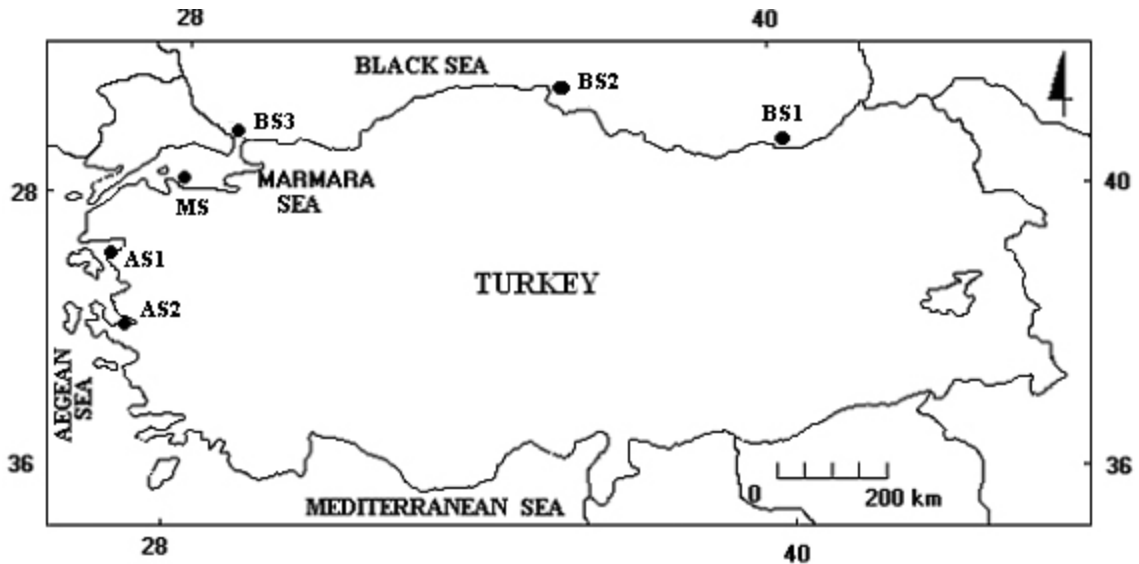 28
40
BLACK SEA
BS2
BS1
BS3
28
MARMARA
SEA
40
MS
AS1
TURKEY
AS2
AEGEAN
SEA
36
36
0
200 km
MEDITERRANEAN SEA
28
40